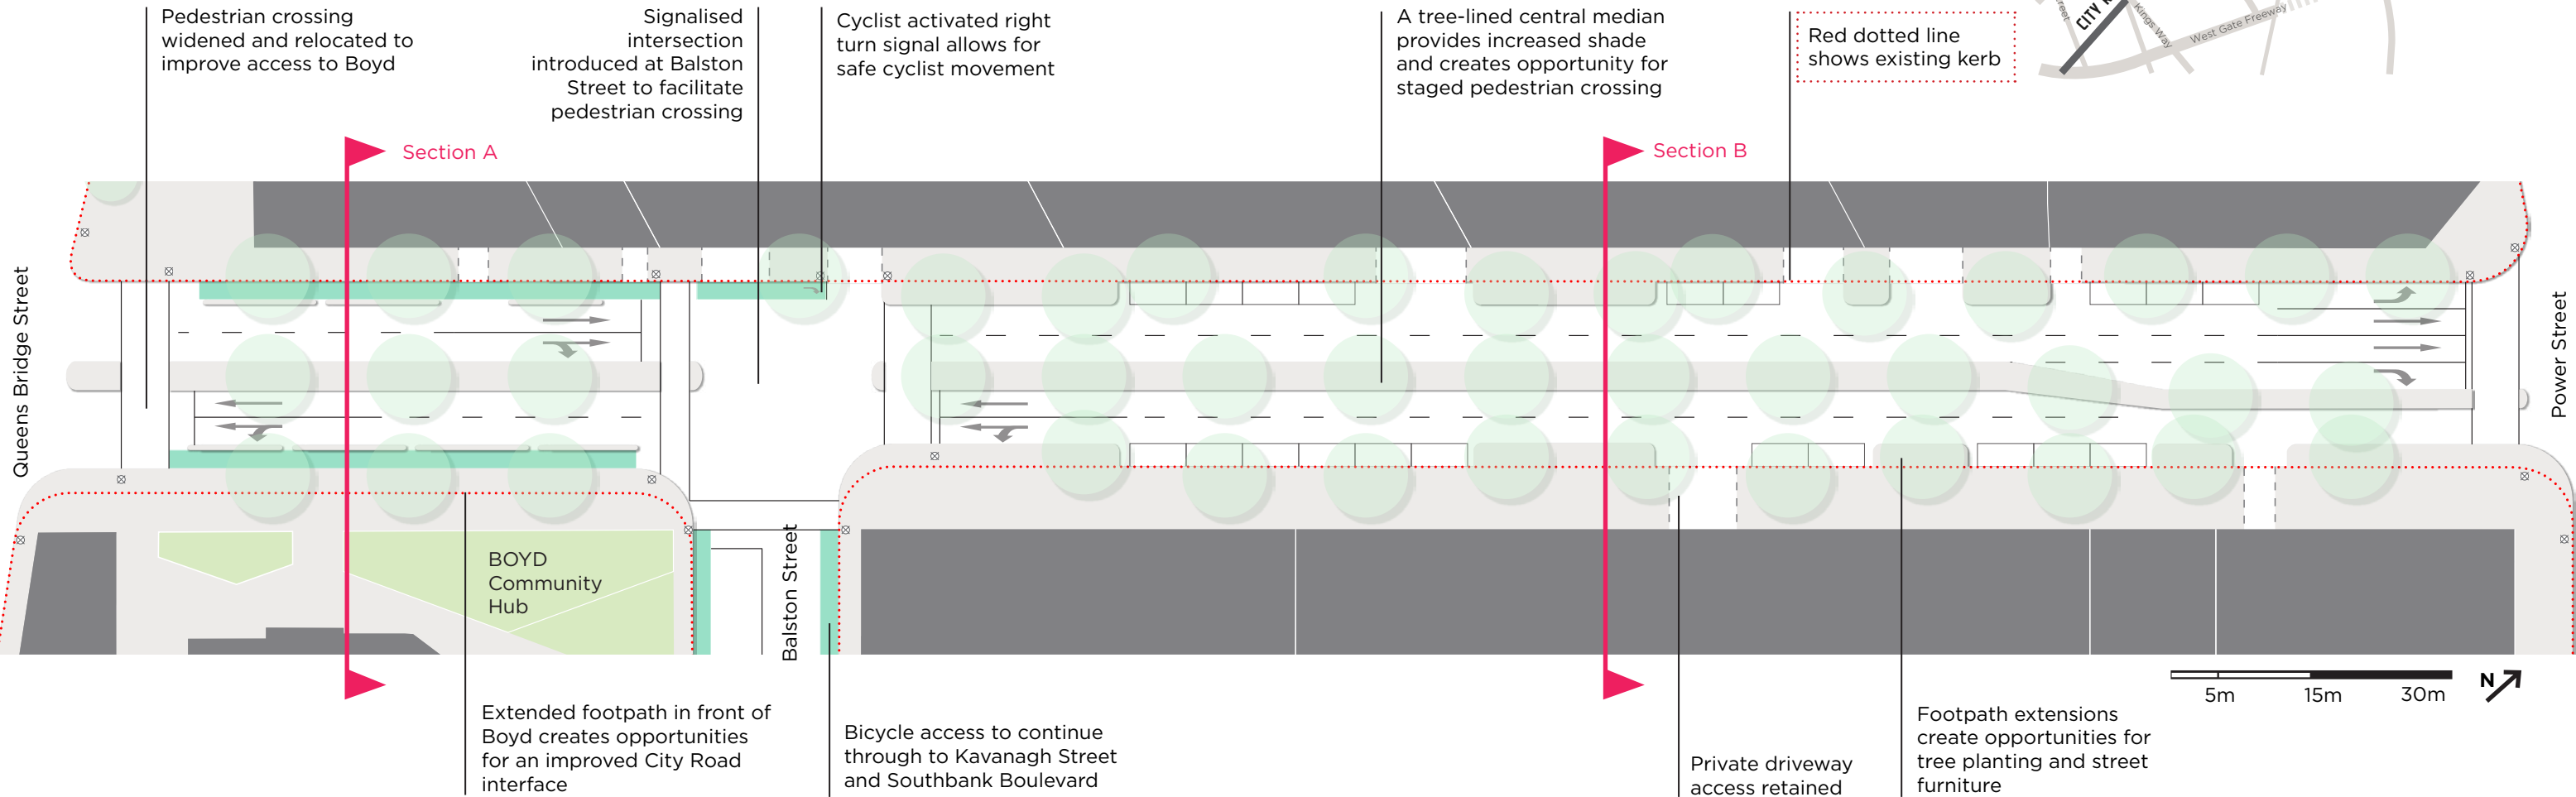 Pedestrian crossing
widened and relocated to
improve access to Boyd
Signalised
intersection
introduced at Balston
Street to facilitate
pedestrian crossing
Cyclist activated right
turn signal allows for
safe cyclist movement
A tree-lined central median
provides increased shade
and creates opportunity for
staged pedestrian crossing
Red dotted line
shows existing kerb
CITY
Kings Way
West Gate Freeway
Section A
Section B
Queens Bridge Street
Power Street
BOYD
Community
Hub
Balston Street
5m
15m
30m
N
Extended footpath in front of
Boyd creates opportunities
for an improved City Road
interface
Bicycle access to continue
through to Kavanagh Street
and Southbank Boulevard
Private driveway
access retained
Footpath extensions
create opportunities for
tree planting and street
furniture